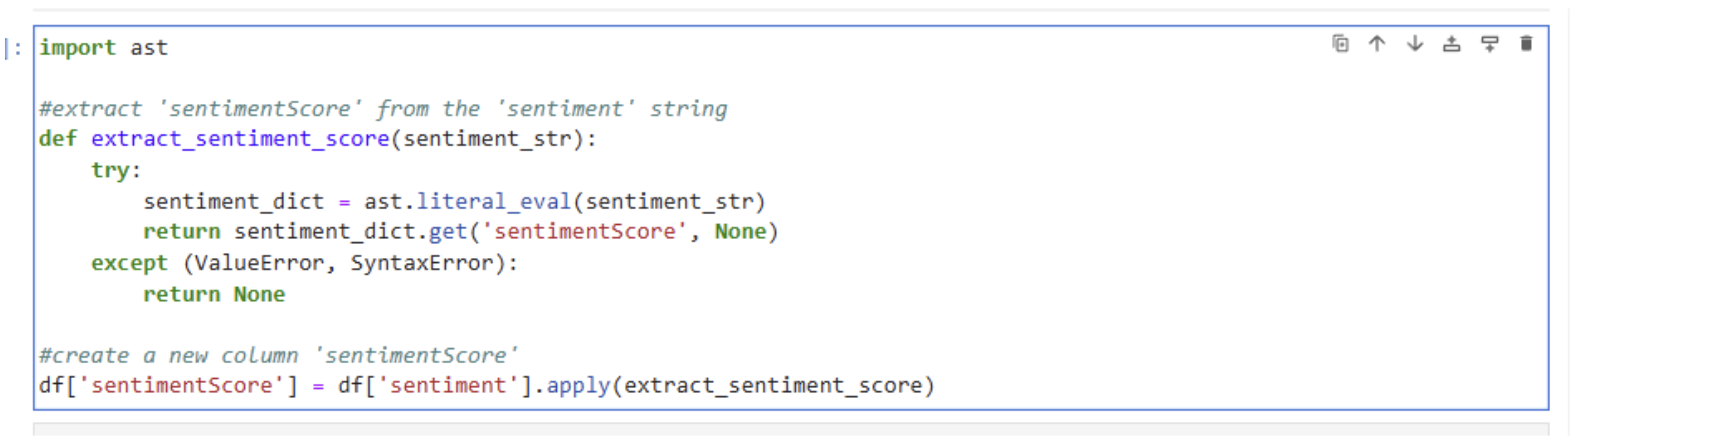 ]: import ast
#extract 'sentimentScore' from the 'sentiment' string
def extract_sentiment_score(sentiment_str):
    try:
        sentiment_dict = ast.literal_eval(sentiment_str)
        return sentiment_dict.get('sentimentScore', None)
    except (ValueError, SyntaxError):
        return None
#create a new column 'sentimentScore'
df['sentimentScore'] = df['sentiment'].apply(extract_sentiment_score)